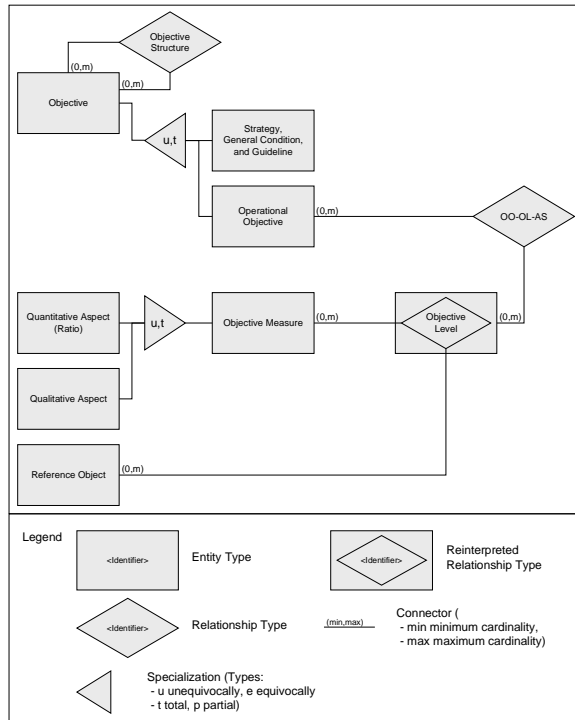 Objective
Structure
(0,m)
(0,m)
Objective
u,t
Strategy,
General Condition,
and Guideline
Operational
Objective
(0,m)
OO-OL-AS
Quantitative Aspect
(Ratio)
u,t
Objective Measure
(0,m)
Objective
Level
(0,m)
Qualitative Aspect
Reference Object
(0,m)
Legend
<Identifier>
Entity Type
<Identifier>
Reinterpreted
Relationship Type
<Identifier>
Relationship Type
(min,max)
Connector (
- min minimum cardinality,
- max maximum cardinality)
Specialization (Types:
- u unequivocally, e equivocally
- t total, p partial)